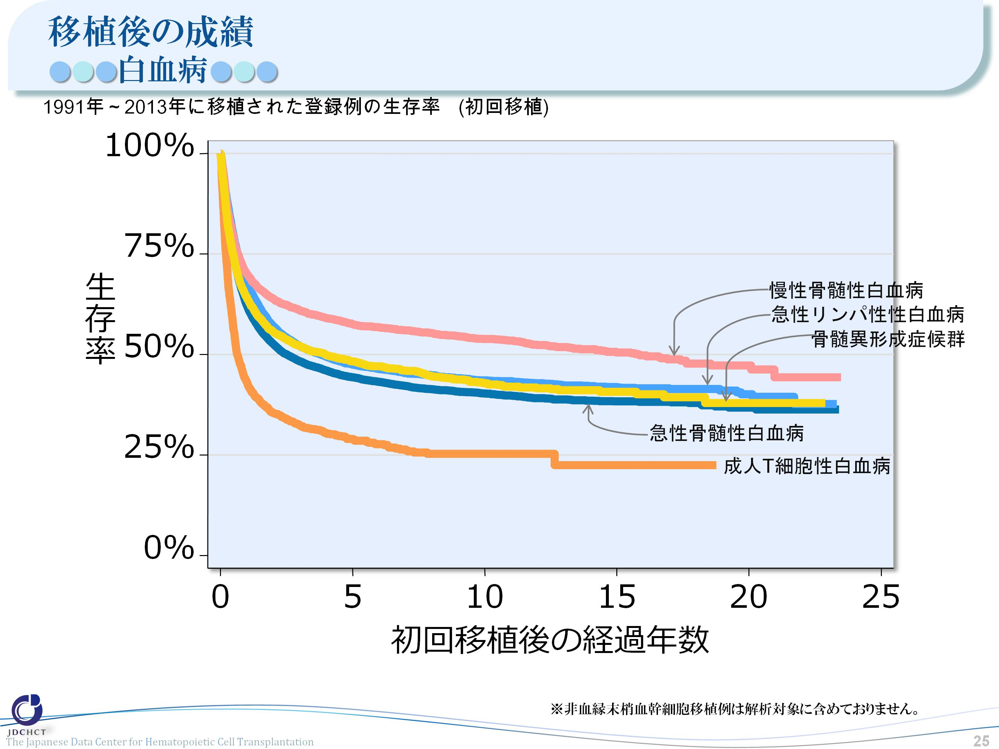 移植後の成績
白血病
1991年～2013年に移植された登録例の生存率　(初回移植)
100%
75%
50%
25%
0%
生存率
慢性骨髄性白血病
急性リンパ性性白血病
骨髄異形成症候群
急性骨髄性白血病
成人T細胞性白血病
0 5 10 15 20 25
初回移植後の経過年数
※非血縁末梢血幹細胞移植例は解析対象に含めておりません。
JDCHCT
The Japanese Data Center for Hematopoietic Cell Transplantation
25